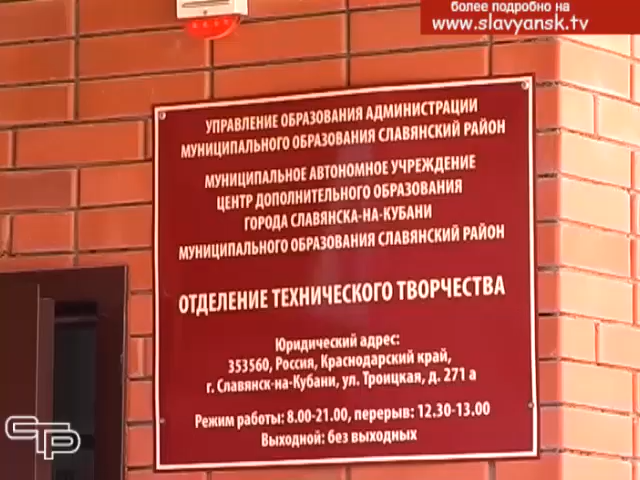 более подробно на
www.slavyansk.tv
УПРАВЛЕНИЕ ОБРАЗОВАНИЯ АДМИНИСТРАЦИИ
МУНИЦИПАЛЬНОГО ОБРАЗОВАНИЯ СЛАВЯНСКИЙ РАЙОН
МУНИЦИПАЛЬНОЕ АВТОНОМНОЕ УЧРЕЖДЕНИЕ
ЦЕНТР ДОПОЛНИТЕЛЬНОГО ОБРАЗОВАНИЯ
ГОРОДА СЛАВЯНСКА-НА-КУБАНИ
МУНИЦИПАЛЬНОГО ОБРАЗОВАНИЯ СЛАВЯНСКИЙ РАЙОН
ОТДЕЛЕНИЕ ТЕХНИЧЕСКОГО ТВОРЧЕСТВА
Юридический адрес:
353560, Россия, Краснодарский край,
г. Славянск-на-Кубани, ул. Троицкая, д. 271 а
Режим работы: 8.00-21.00, перерыв: 12.30-13.00
Выходной: без выходных
СТР